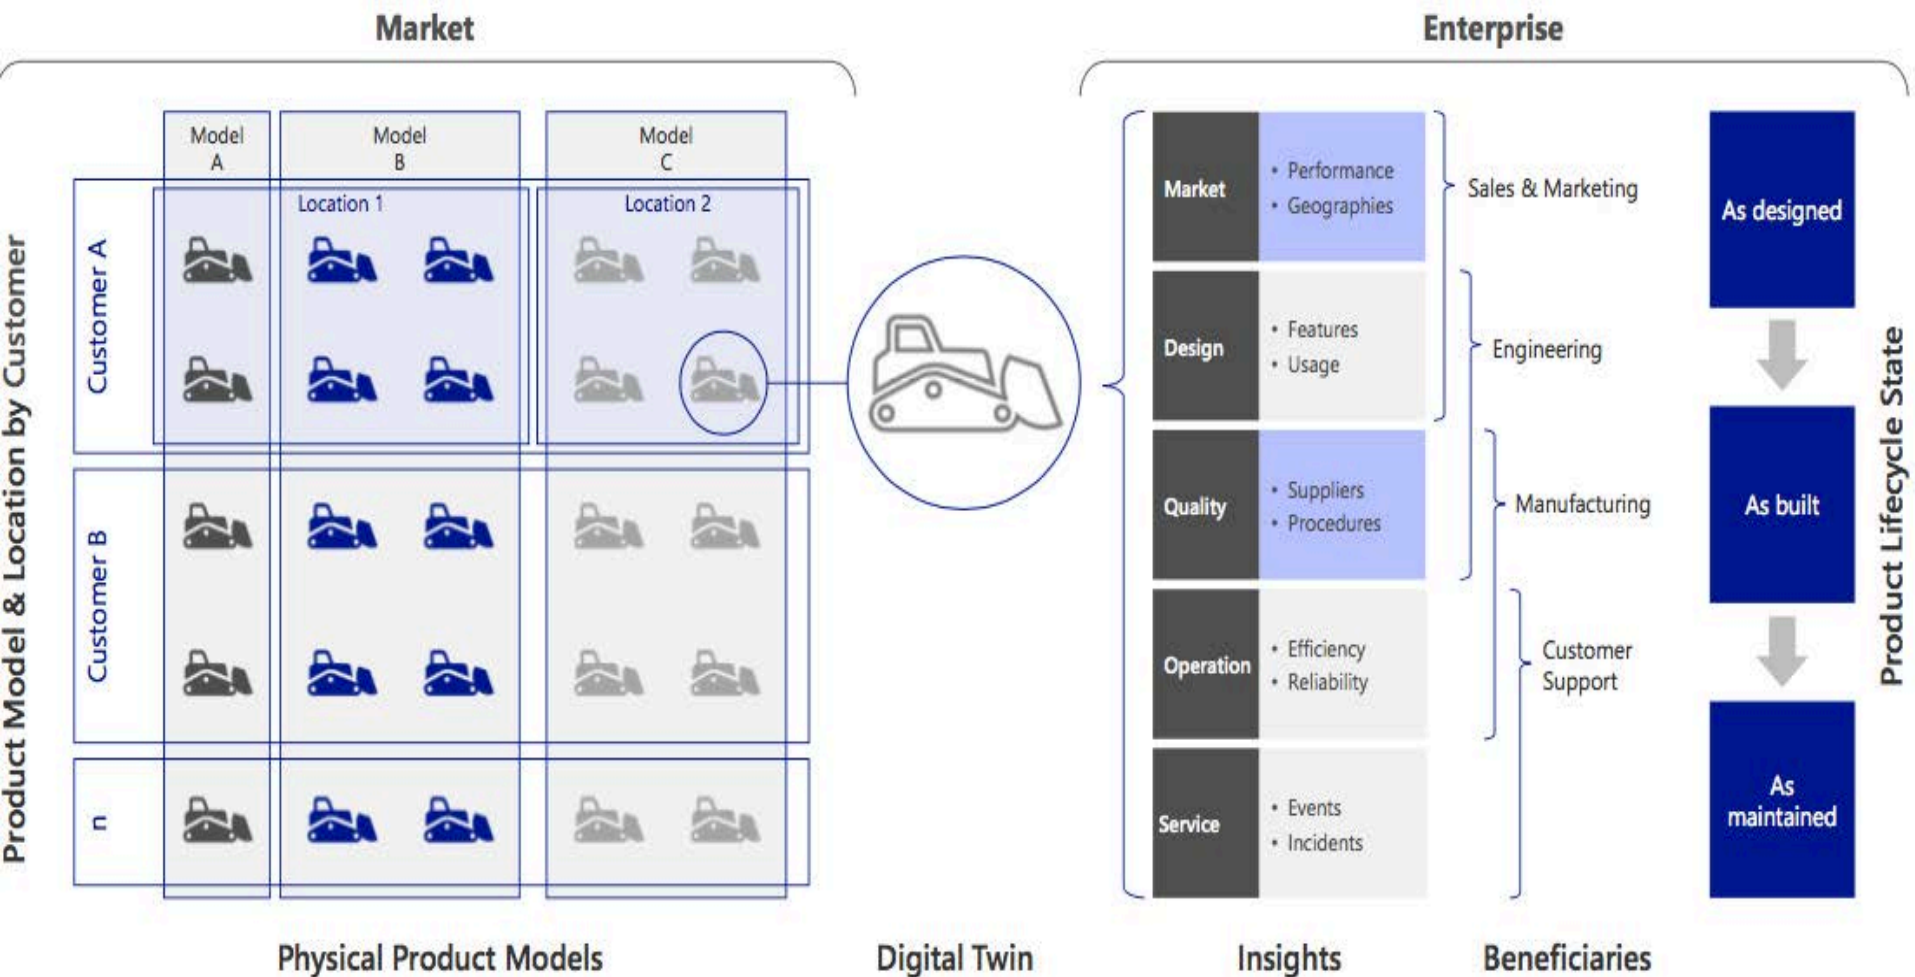 Market
Enterprise
Product Model & Location by Customer
Model
A
Model
B
Model
C
Customer A
Location 1
Location 2
Customer B
n
Market
• Performance
• Geographies
Sales & Marketing
Design
• Features
• Usage
Engineering
Quality
• Suppliers
• Procedures
Manufacturing
Operation
• Efficiency
• Reliability
Customer
Support
Service
• Events
• Incidents
As designed
As built
As
maintained
Product Lifecycle State
Physical Product Models
Digital Twin
Insights
Beneficiaries